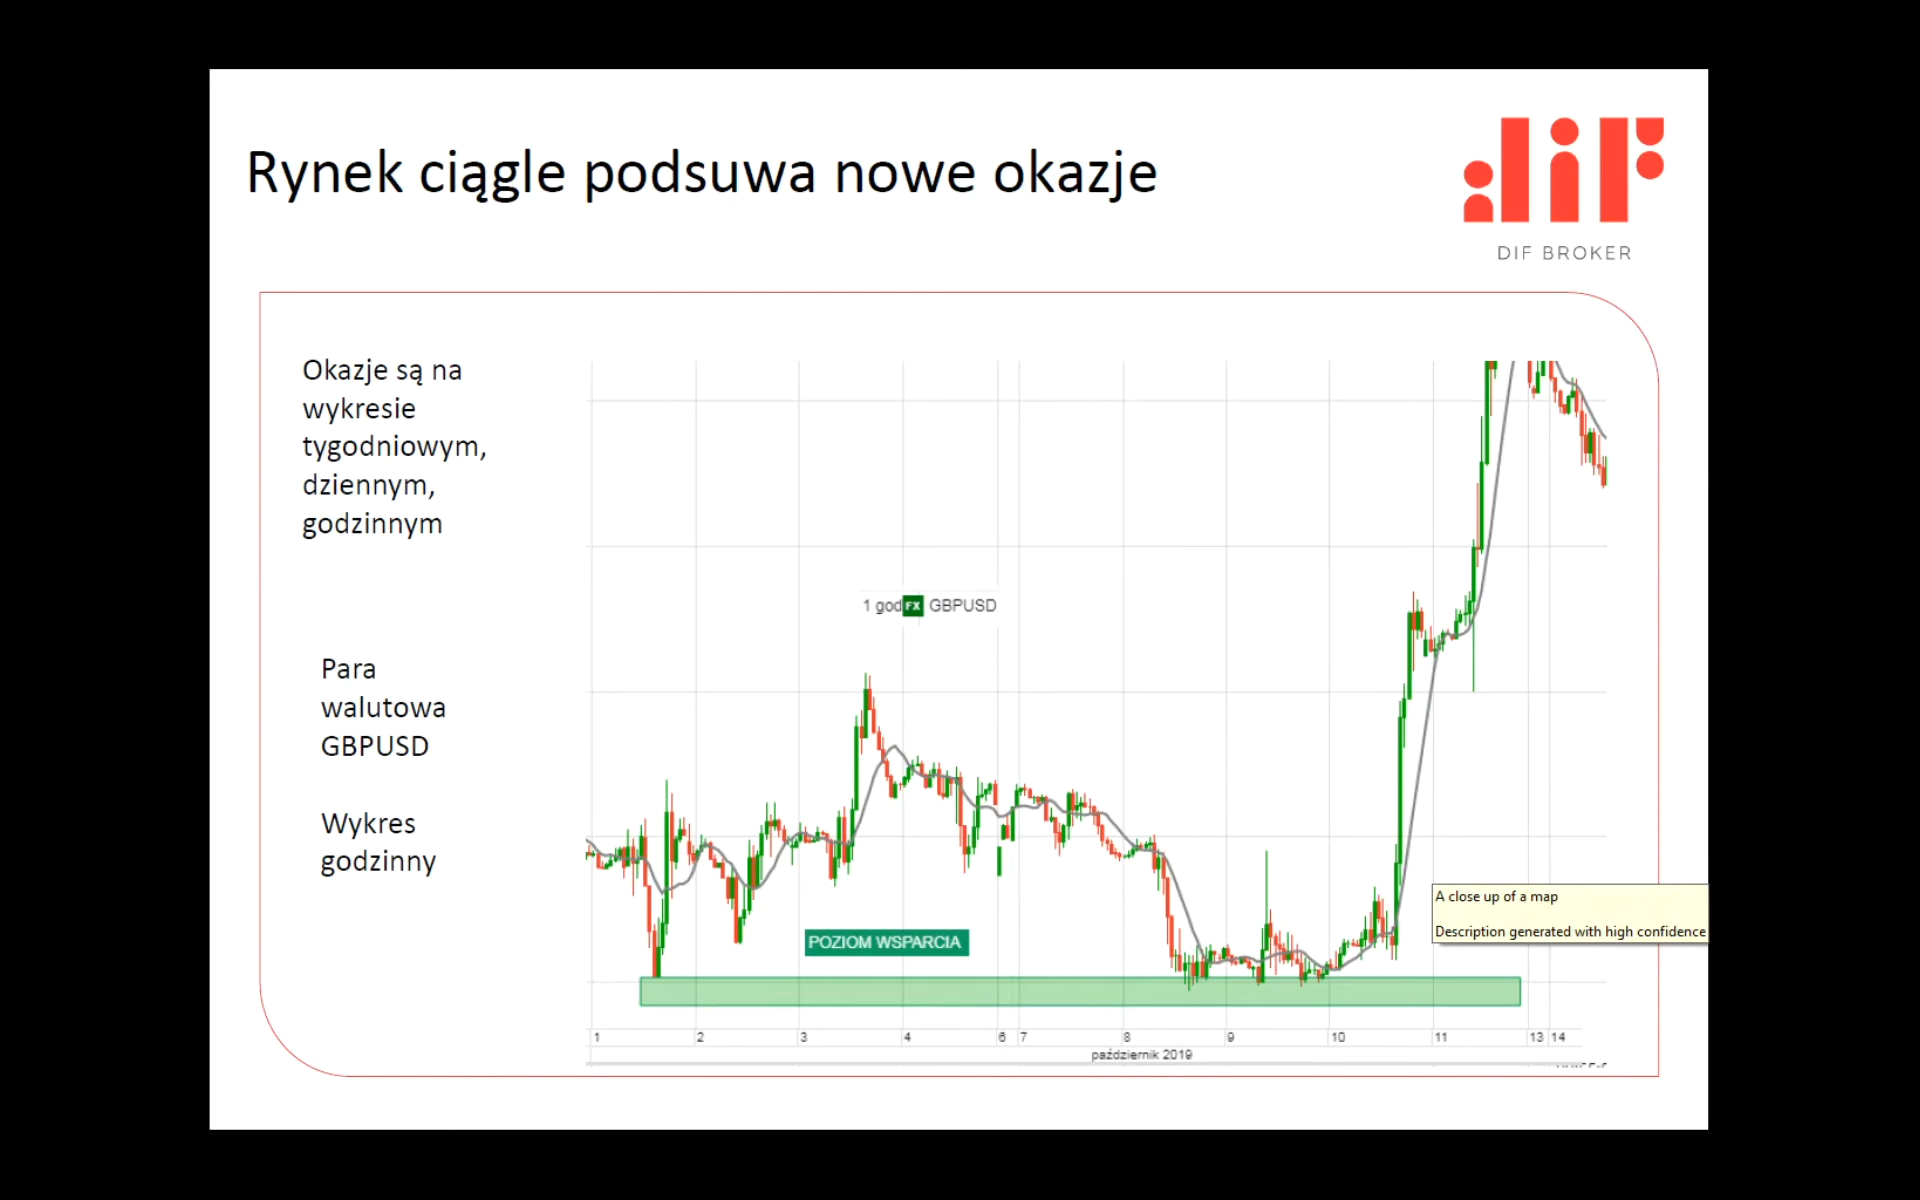 Rynek ciągle podsuwa nowe okazje
DIF BROKER
Okazje są na
wykresie
tygodniowym,
dziennym,
godzinnym
1 god FX GBPUSD
Para
walutowa
GBPUSD
Wykres
godzinny
A close up of a map
Description generated with high confidence
POZIOM WSPARCIA
1 2 3 4 6 7 8 9 10 11 13 14
październik 2019